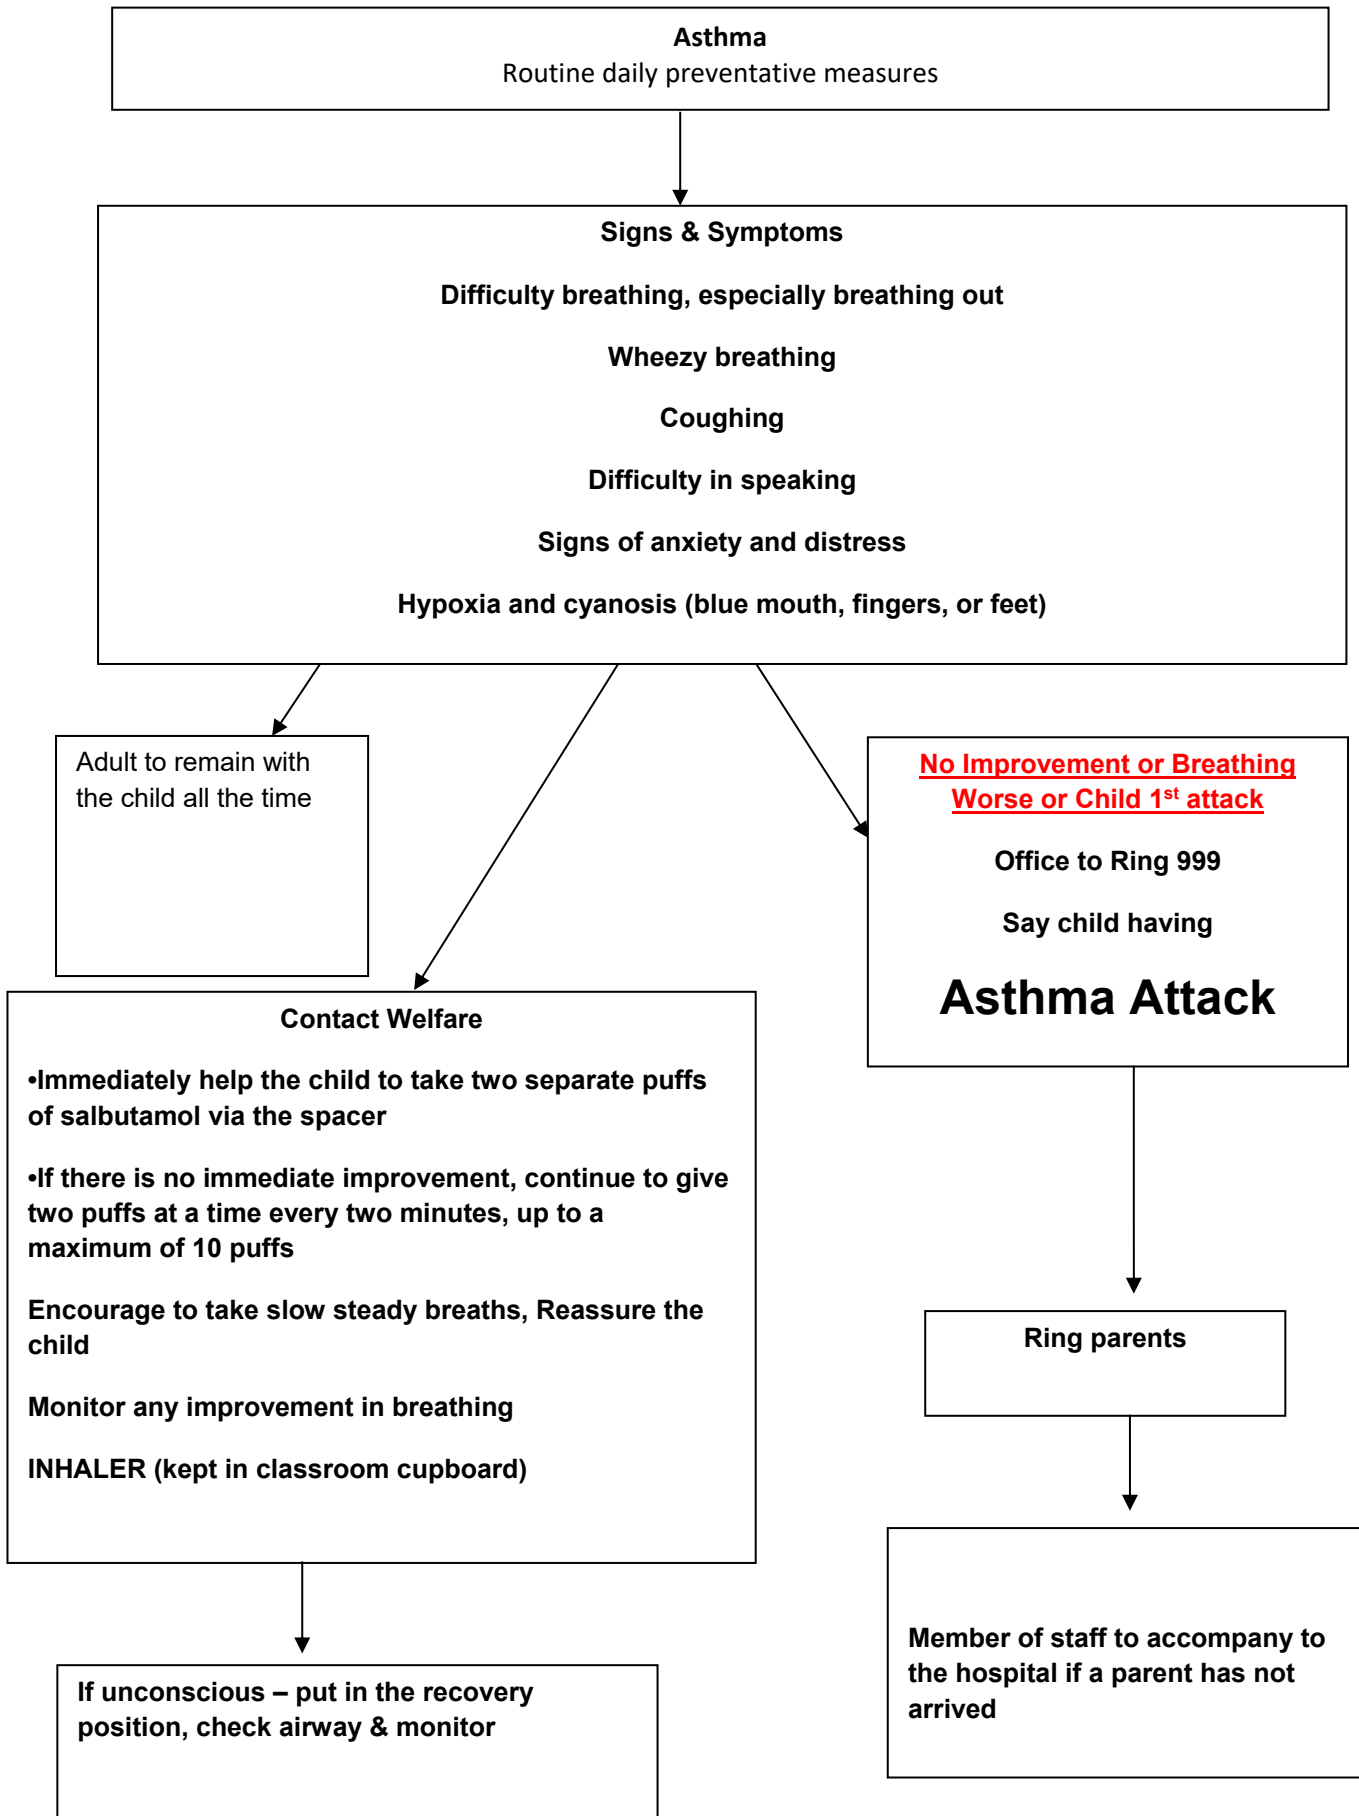 Asthma
Routine daily preventative measures
Signs & Symptoms
Difficulty breathing, especially breathing out
Wheezy breathing
Coughing
Difficulty in speaking
Signs of anxiety and distress
Hypoxia and cyanosis (blue mouth, fingers, or feet)
Adult to remain with
the child all the time
No Improvement or Breathing
Worse or Child 1st attack
Office to Ring 999
Say child having
Asthma Attack
Contact Welfare
•Immediately help the child to take two separate puffs
of salbutamol via the spacer
•If there is no immediate improvement, continue to give
two puffs at a time every two minutes, up to a
maximum of 10 puffs
Encourage to take slow steady breaths, Reassure the
child
Monitor any improvement in breathing
INHALER (kept in classroom cupboard)
Ring parents
Member of staff to accompany to
the hospital if a parent has not
arrived
If unconscious – put in the recovery
position, check airway & monitor